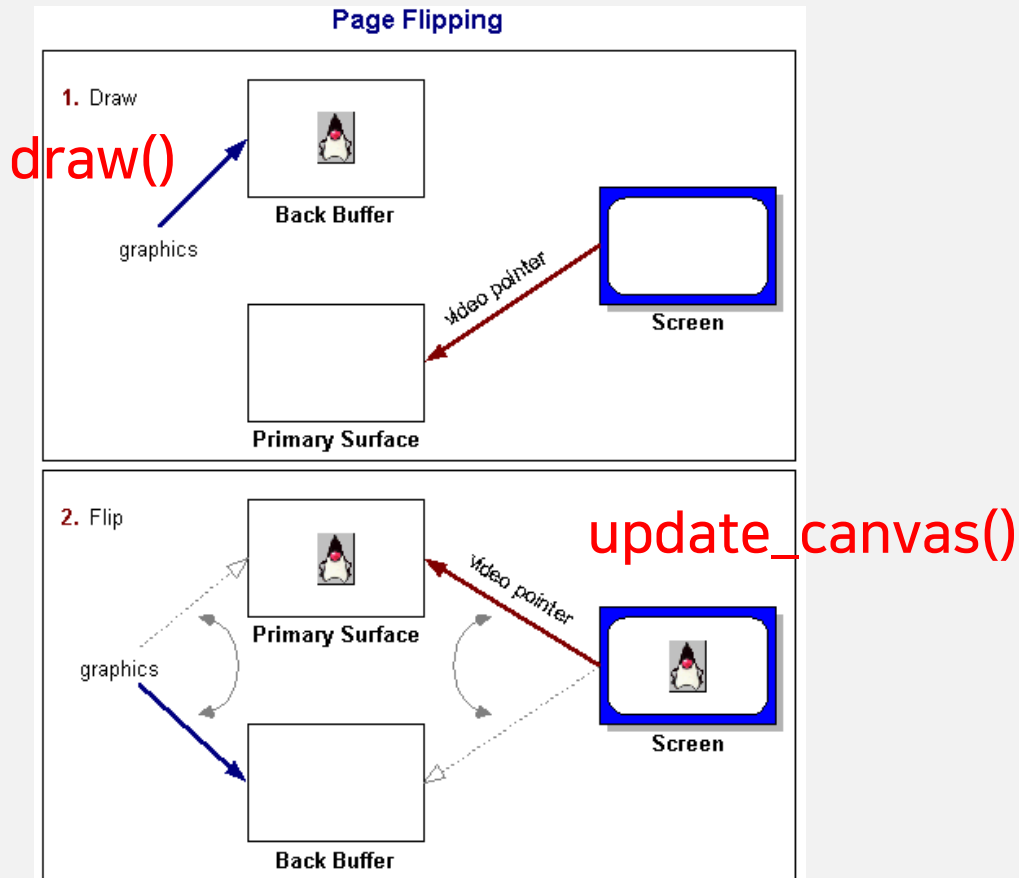 Page Flipping
1. Draw
draw()
graphics
Back Buffer
video pointer
Screen
Primary Surface
2. Flip
update_canvas()
video pointer
Primary Surface
graphics
Screen
Back Buffer